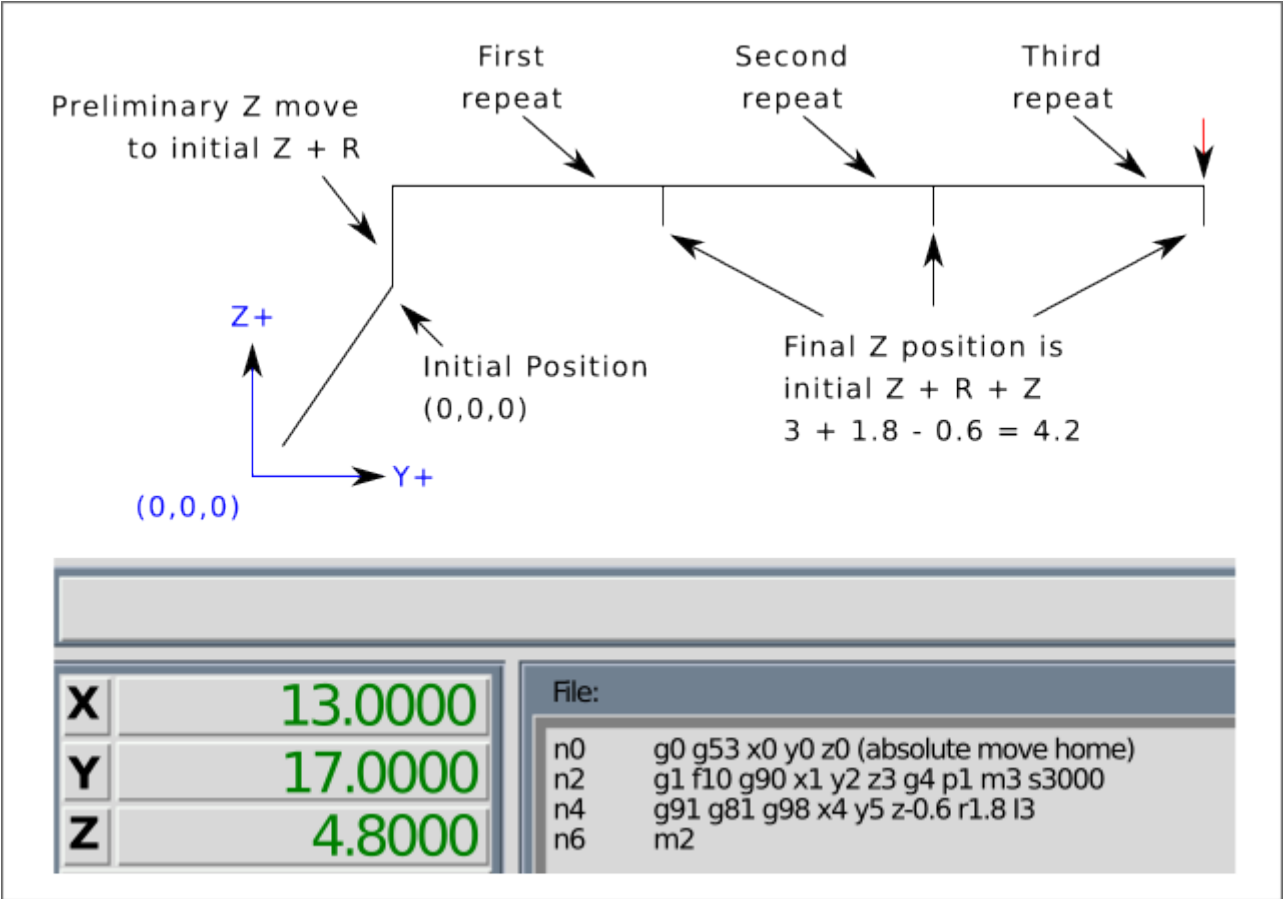 First
repeat
Second
repeat
Third
repeat
Preliminary Z move
to initial Z + R
Z+
Initial Position
(0,0,0)
Final Z position is
initial Z + R + Z
3 + 1.8 - 0.6 = 4.2
Y+
(0,0,0)
X 13.0000
Y 17.0000
Z 4.8000
File:
n0 g0 g53 x0 y0 z0 (absolute move home)
n2 g1 f10 g90 x1 y2 z3 g4 p1 m3 s3000
n4 g91 g81 g98 x4 y5 z-0.6 r1.8 l3
n6 m2